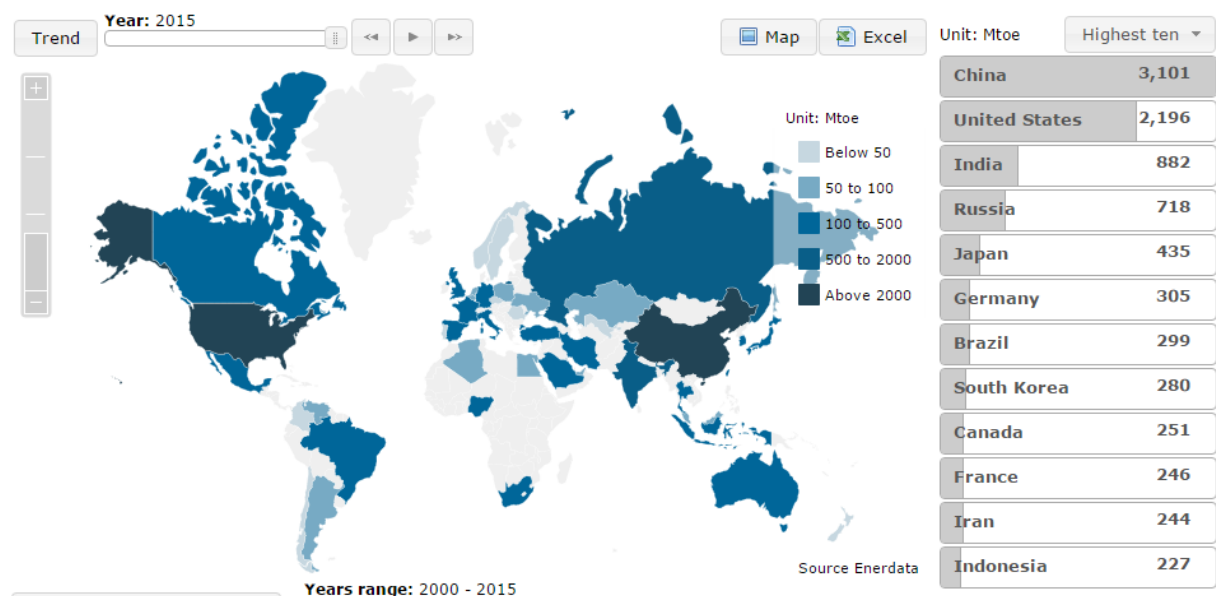 Trend
Year: 2015
Map
Excel
Unit: Mtoe
Highest ten
Unit: Mtoe
Below 50
50 to 100
100 to 500
500 to 2000
Above 2000
China 3,101
United States 2,196
India 882
Russia 718
Japan 435
Germany 305
Brazil 299
South Korea 280
Canada 251
France 246
Iran 244
Indonesia 227
Source Enerdata
Years range: 2000 - 2015